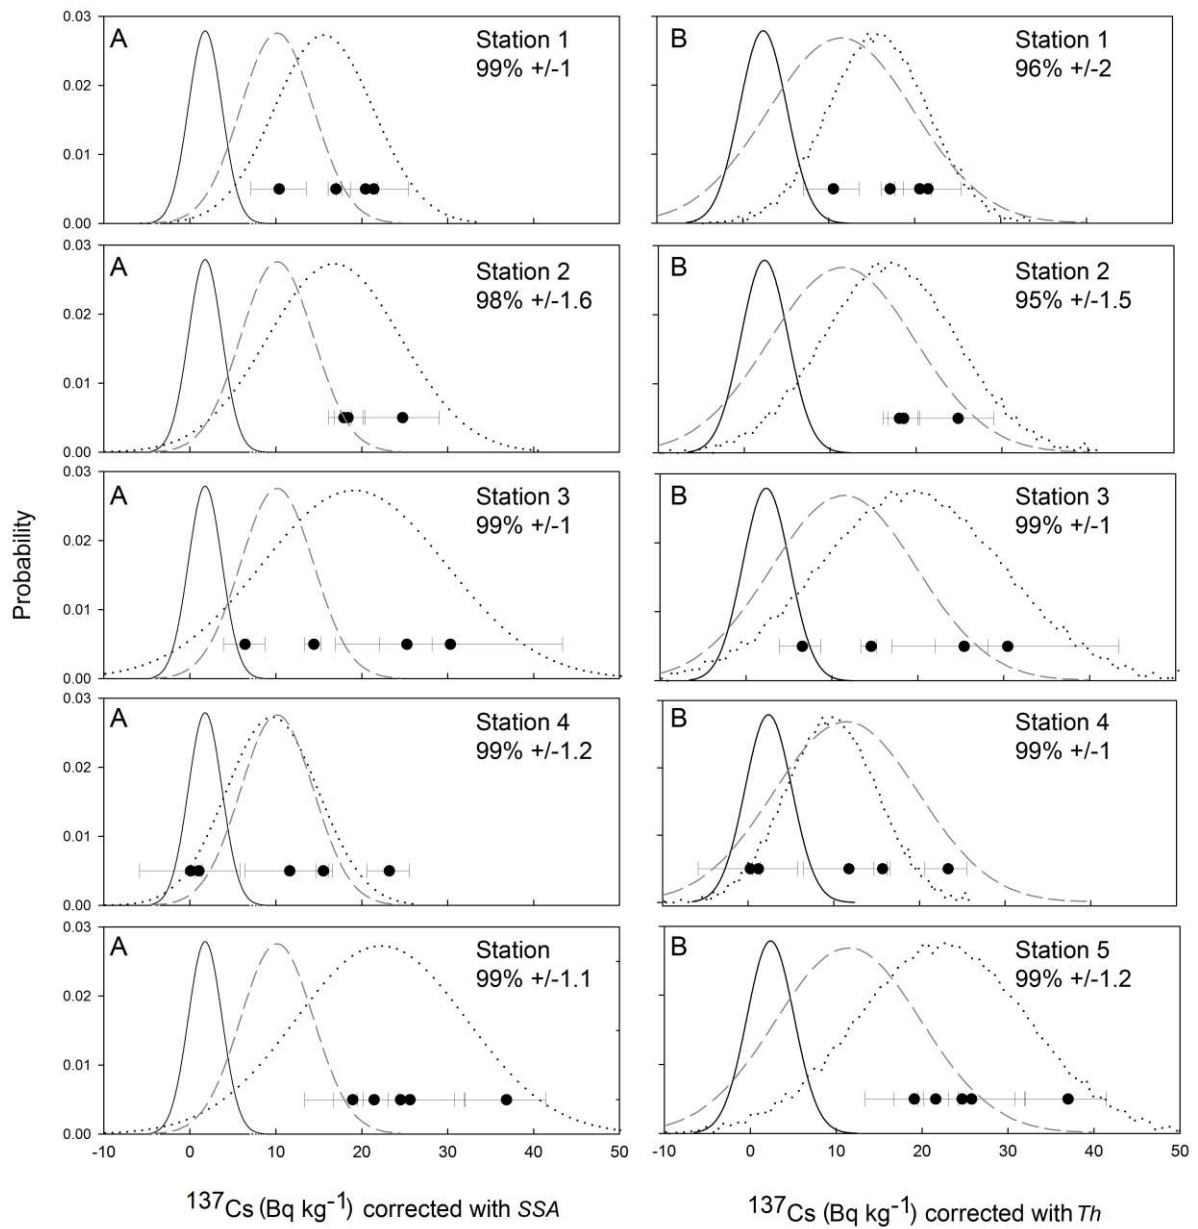 0.03
0.02
0.01
0.00
A
Station 1
99% +/-1
B
Station 1
96% +/-2
0.03
0.02
0.01
0.00
A
Station 2
98% +/-1.6
B
Station 2
95% +/-1.5
0.03
0.02
0.01
0.00
A
Station 3
99% +/-1
B
Station 3
99% +/-1
Probability
0.03
0.02
0.01
0.00
A
Station 4
99% +/-1.2
B
Station 4
99% +/-1
0.03
0.02
0.01
0.00
A
Station
99% +/-1.1
B
Station 5
99% +/-1.2
-10 0 10 20 30 40 50
-10 0 10 20 30 40 50
137Cs (Bq kg-1) corrected with SSA
137Cs (Bq kg-1) corrected with Th